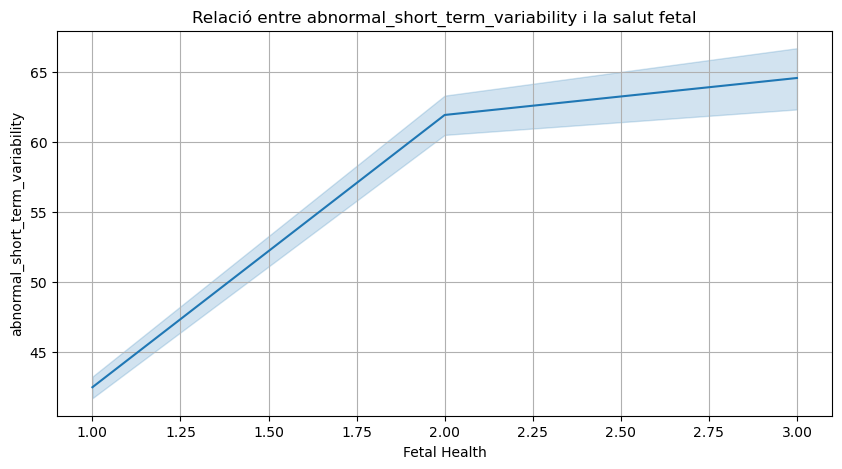 Relació entre abnormal_short_term_variability i la salut fetal
abnormal_short_term_variability
65
60
55
50
45
1.00 1.25 1.50 1.75 2.00 2.25 2.50 2.75 3.00
Fetal Health